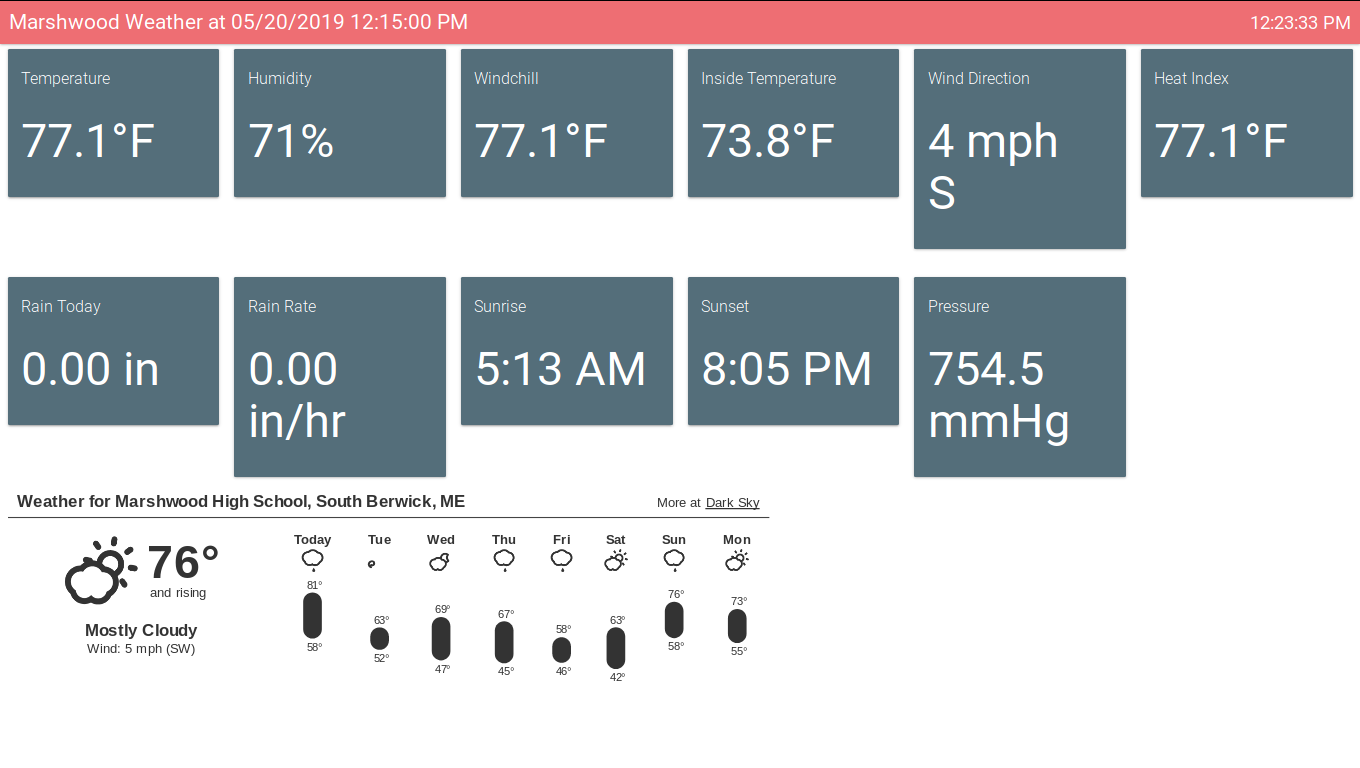 Marshwood Weather at 05/20/2019 12:15:00 PM
12:23:33 PM
Temperature
77.1°F
Humidity
71%
Windchill
77.1°F
Inside Temperature
73.8°F
Wind Direction
4 mph
S
Heat Index
77.1°F
Rain Today
0.00 in
Rain Rate
0.00
in/hr
Sunrise
5:13 AM
Sunset
8:05 PM
Pressure
754.5
mmHg
Weather for Marshwood High School, South Berwick, ME
More at Dark Sky
76°
and rising
Mostly Cloudy
Wind: 5 mph (SW)
Today
81°
58°
Tue
63°
52°
Wed
69°
47°
Thu
67°
45°
Fri
58°
46°
Sat
63°
42°
Sun
76°
58°
Mon
73°
55°